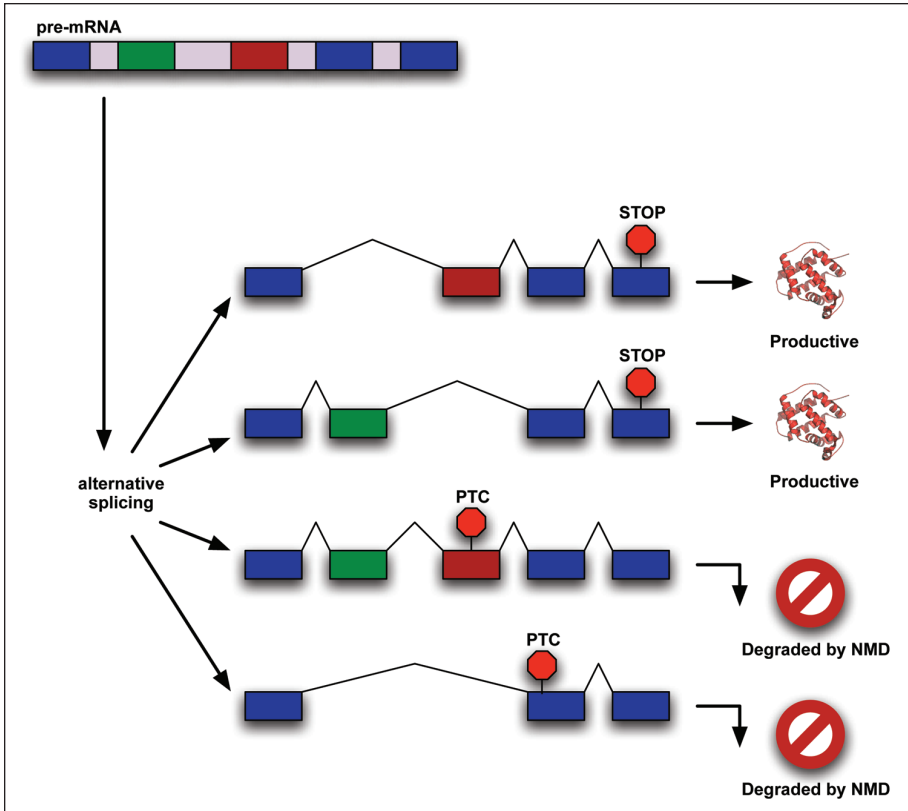 pre-mRNA
STOP
Productive
STOP
Productive
alternative
splicing
PTC
Degraded by NMD
PTC
Degraded by NMD